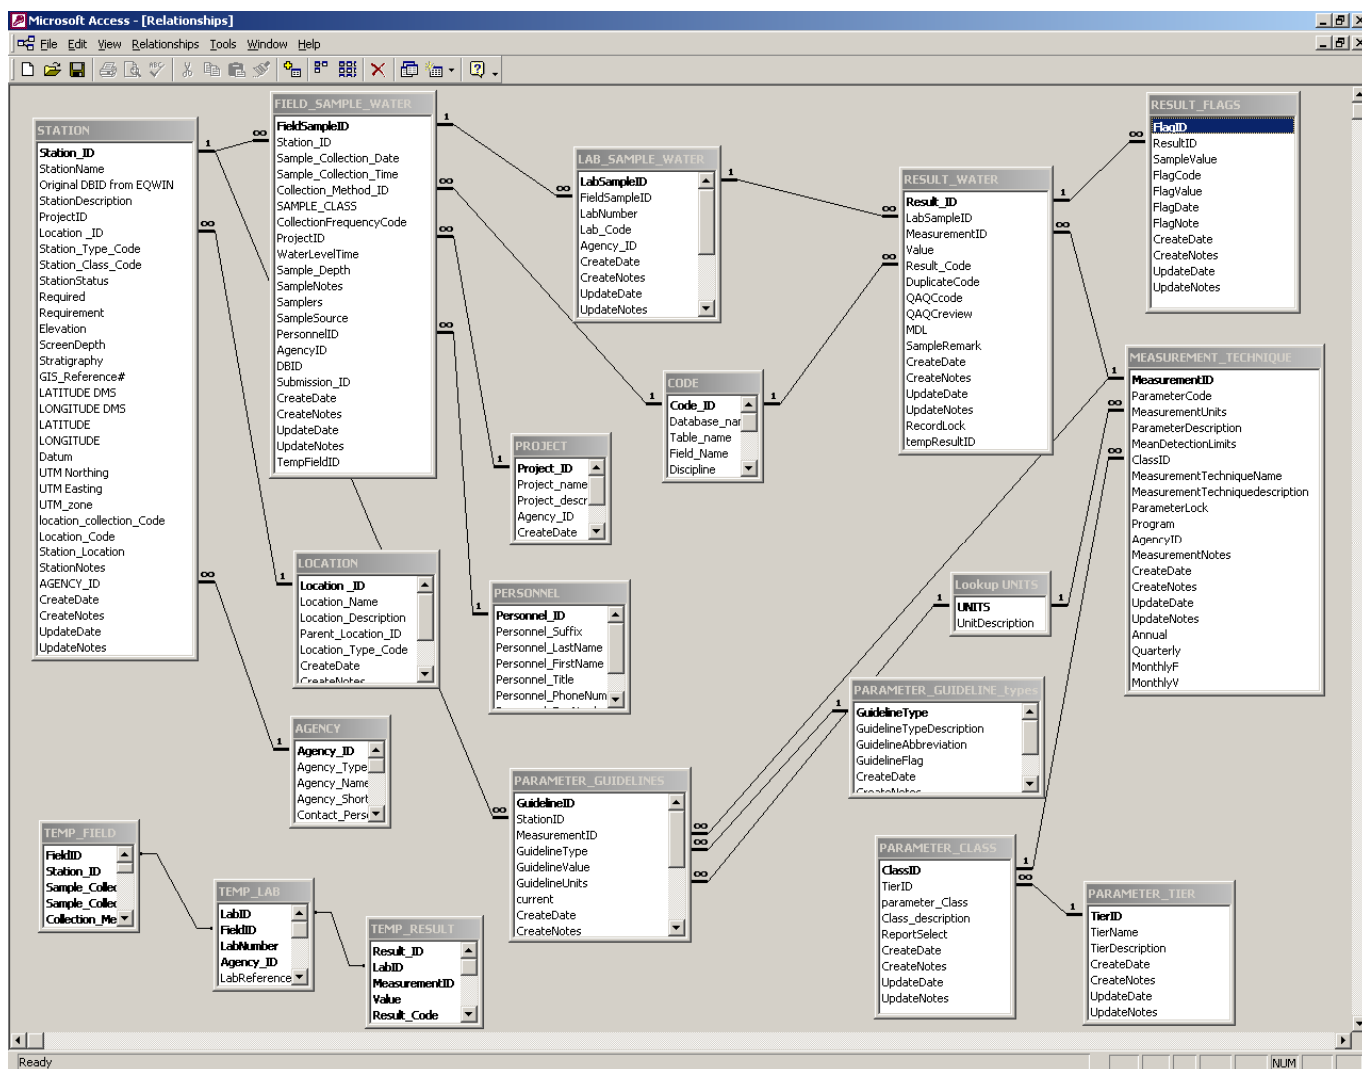 Microsoft Access - [Relationships]
File Edit View Relationships Tools Window Help
STATION
Station_ID
StationName
Original DBID from EQWIN
StationDescription
ProjectID
Location _ID
Station_Type_Code
Station_Class_Code
StationStatus
Required
Requirement
Elevation
ScreenDepth
Stratigraphy
GIS_Reference#
LATITUDE DMS
LONGITUDE DMS
LATITUDE
LONGITUDE
Datum
UTM Northing
UTM Easting
UTM_zone
location_collection_Code
Location_Code
Station_Location
StationNotes
AGENCY_ID
CreateDate
CreateNotes
UpdateDate
UpdateNotes
FIELD_SAMPLE_WATER
FieldSampleID
Station_ID
Sample_Collection_Date
Sample_Collection_Time
Collection_Method_ID
SAMPLE_CLASS
CollectionFrequencyCode
ProjectID
WaterLevelTime
Sample_Depth
SampleNotes
Samplers
SampleSource
PersonnelID
AgencyID
DBID
Submission_ID
CreateDate
CreateNotes
UpdateDate
UpdateNotes
TempFieldID
LAB_SAMPLE_WATER
LabSampleID
FieldSampleID
LabNumber
Lab_Code
Agency_ID
CreateDate
CreateNotes
UpdateDate
UpdateNotes
RESULT_WATER
Result_ID
LabSampleID
MeasurementID
Value
Result_Code
DuplicateCode
QAQCcode
QAQCreview
MDL
SampleRemark
CreateDate
CreateNotes
UpdateDate
UpdateNotes
RecordLock
tempResultID
RESULT_FLAGS
FlagID
ResultID
SampleValue
FlagCode
FlagValue
FlagDate
FlagNote
CreateDate
CreateNotes
UpdateDate
UpdateNotes
MEASUREMENT_TECHNIQUE
MeasurementID
ParameterCode
MeasurementUnits
ParameterDescription
MeanDetectionLimits
ClassID
MeasurementTechniqueName
MeasurementTechniquedescription
ParameterLock
Program
AgencyID
MeasurementNotes
CreateDate
CreateNotes
UpdateDate
UpdateNotes
Annual
Quarterly
MonthlyF
MonthlyV
CODE
Code_ID
Database_nar
Table_name
Field_Name
Discipline
PROJECT
Project_ID
Project_name
Project_descr
Agency_ID
CreateDate
LOCATION
Location _ID
Location_Name
Location_Description
Parent_Location_ID
Location_Type_Code
CreateDate
CreateNotes
PERSONNEL
Personnel_ID
Personnel_Suffix
Personnel_LastName
Personnel_FirstName
Personnel_Title
Personnel_PhoneNum
Lookup UNITS
UNITS
UnitDescription
PARAMETER_GUIDELINE_types
GuidelineType
GuidelineTypeDescription
GuidelineAbbreviation
GuidelineFlag
CreateDate
CreateNotes
AGENCY
Agency_ID
Agency_Type
Agency_Name
Agency_Short
Contact_Pers
PARAMETER_GUIDELINES
GuidelineID
StationID
MeasurementID
GuidelineType
GuidelineValue
GuidelineUnits
current
CreateDate
CreateNotes
TEMP_FIELD
FieldID
Station_ID
Sample_Collec
Sample_Collec
Collection_Me
TEMP_LAB
LabID
FieldID
LabNumber
Agency_ID
LabReference
TEMP_RESULT
Result_ID
LabID
MeasurementID
Value
Result_Code
PARAMETER_CLASS
ClassID
TierID
parameter_Class
Class_description
ReportSelect
CreateDate
CreateNotes
UpdateDate
UpdateNotes
PARAMETER_TIER
TierID
TierName
TierDescription
CreateDate
CreateNotes
UpdateDate
UpdateNotes
Ready
NUM